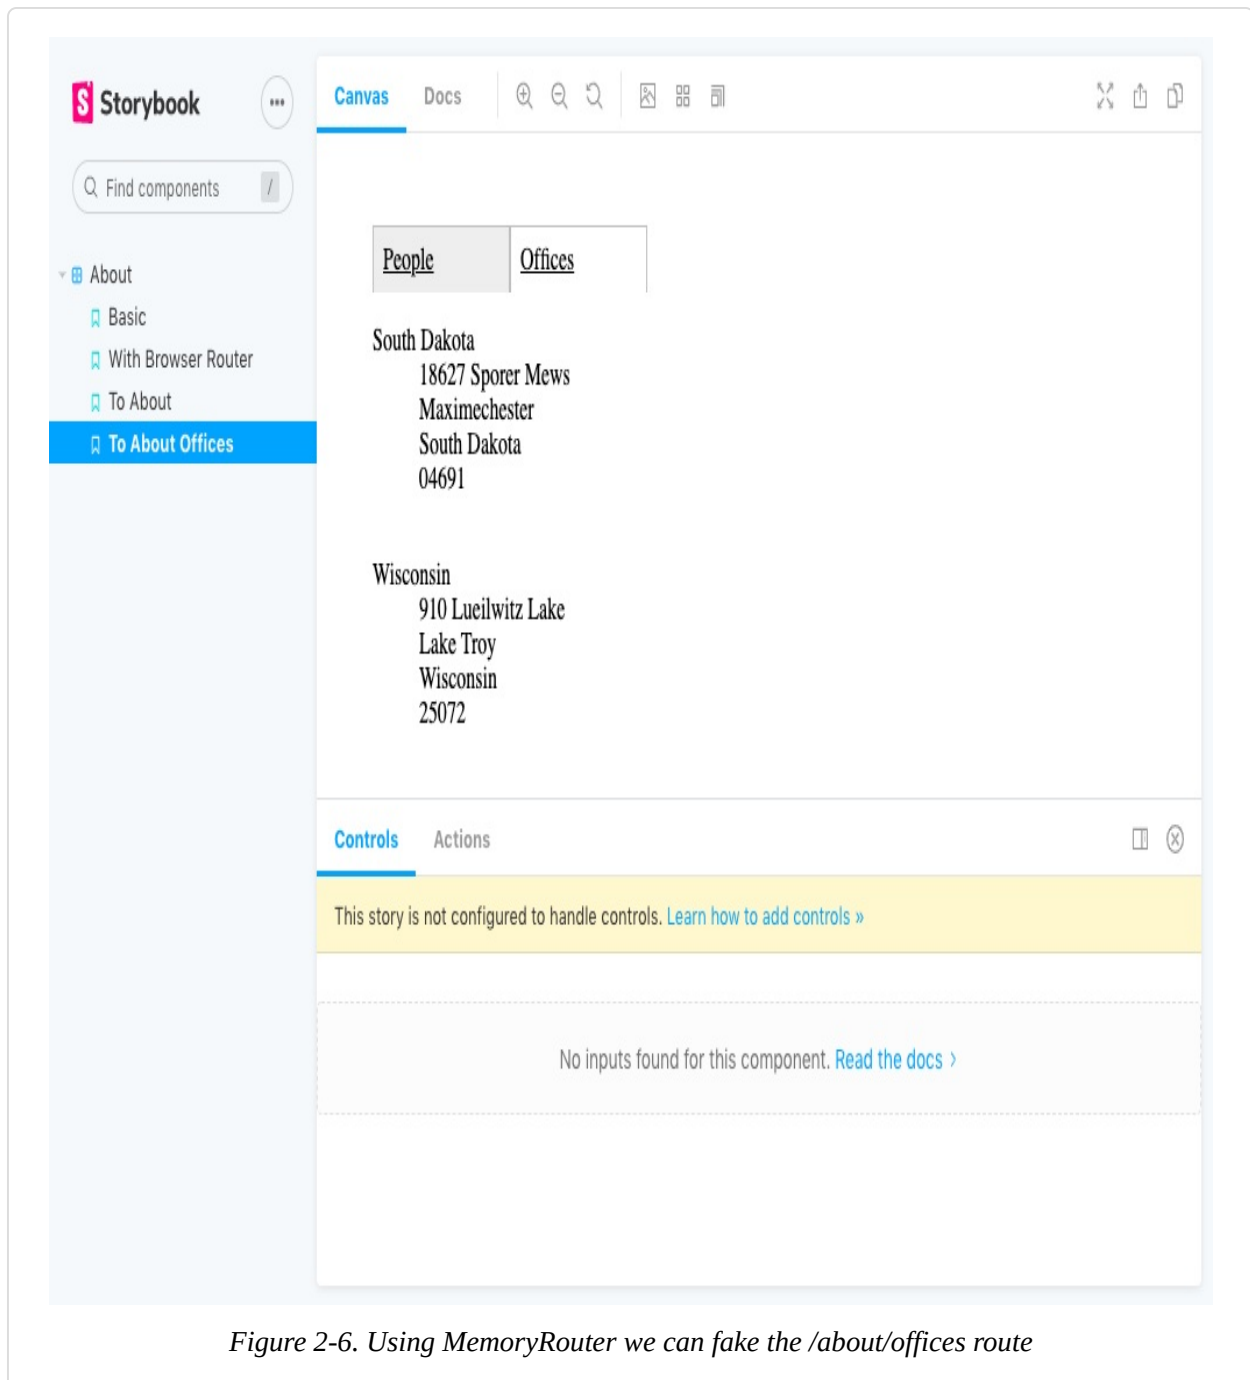 Storybook
Find components
/
About
Basic
With Browser Router
To About
To About Offices
Canvas Docs
People Offices
South Dakota
18627 Sporer Mews
Maximechester
South Dakota
04691
Wisconsin
910 Lueilwitz Lake
Lake Troy
Wisconsin
25072
Controls Actions
This story is not configured to handle controls. Learn how to add controls »
No inputs found for this component. Read the docs
Figure 2-6. Using MemoryRouter we can fake the /about/offices route